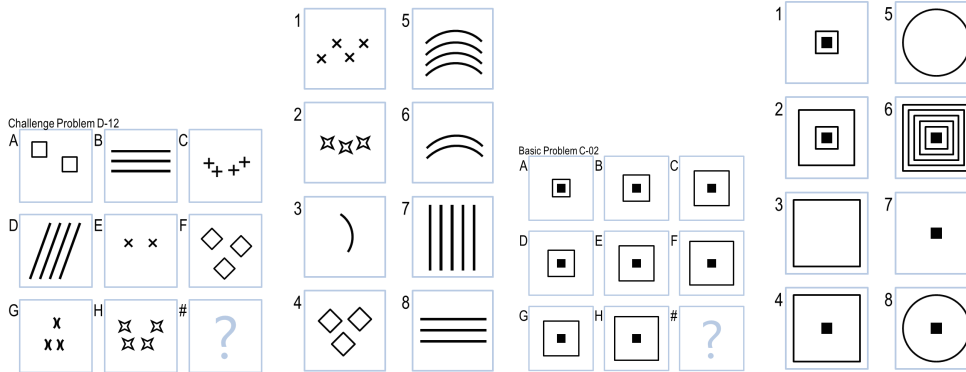 Challenge Problem D-12
A B C
D E F
G H #
?
1 5
2 6
3 7
4 8
Basic Problem C-02
A B C
D E F
G H #
?
1 5
2 6
3 7
4 8